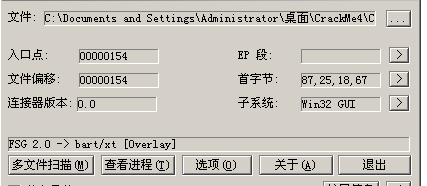 文件: C:\Documents and Settings\Administrator\桌面\CrackMe4\C ...
入口点: 00000154 EP 段: >
文件偏移: 00000154 首字节: 87,25,18,67 >
连接器版本: 0.0 子系统: Win32 GUI >
FSG 2.0 -> bart/xt [Overlay]
多文件扫描(M) 查看进程(T) 选项(O) 关于(A) 退出